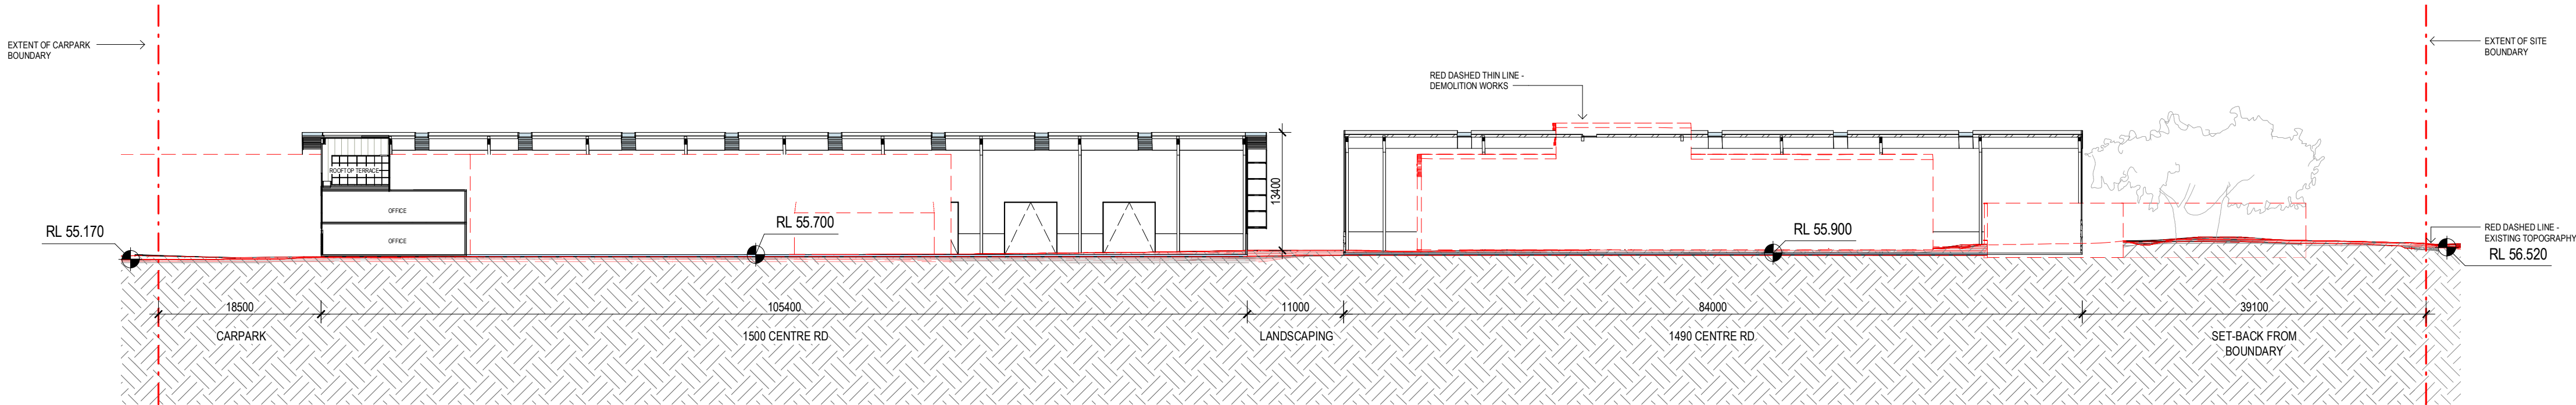 EXTENT OF CARPARK
BOUNDARY
EXTENT OF SITE
BOUNDARY
RED DASHED THIN LINE -
DEMOLITION WORKS
ROOFTOP TERRACE
OFFICE
OFFICE
13400
RL 55.170
RL 55.700
RL 55.900
RED DASHED LINE -
EXISTING TOPOGRAPHY
RL 56.520
18500
105400
11000
84000
39100
CARPARK
1500 CENTRE RD
LANDSCAPING
1490 CENTRE RD
SET-BACK FROM
BOUNDARY